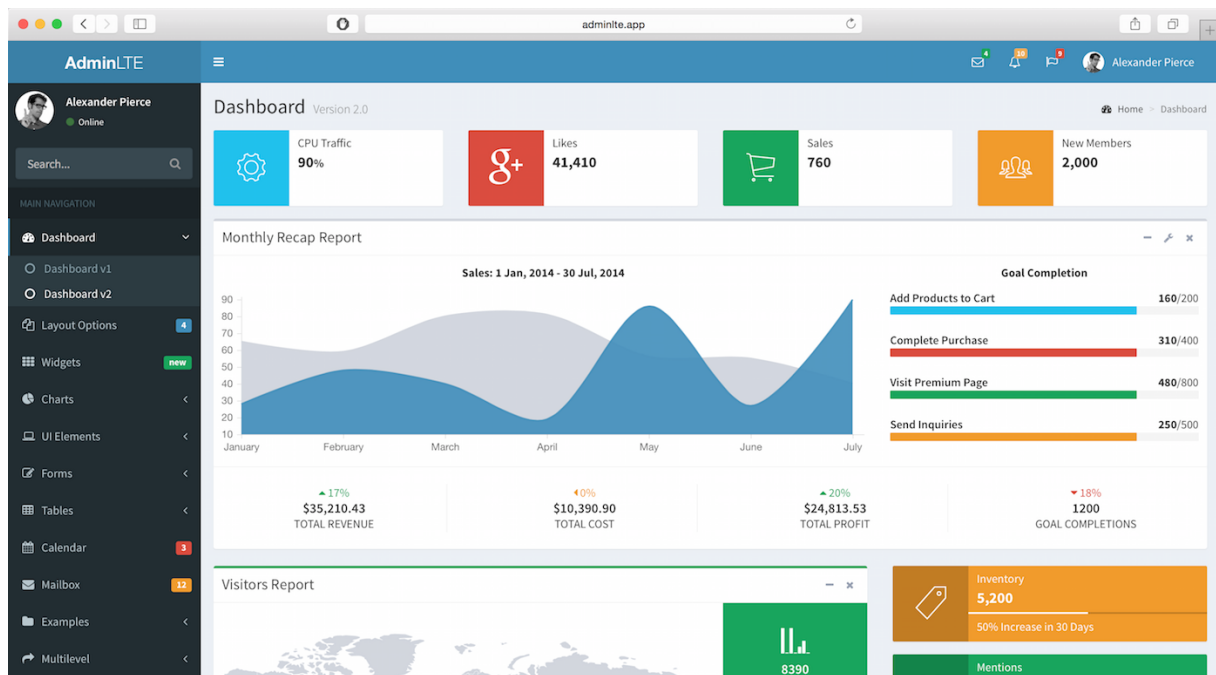 adminlte.app
AdminLTE
4
10
9
Alexander Pierce
Alexander Pierce
Online
Search...
MAIN NAVIGATION
Dashboard
Dashboard v1
Dashboard v2
Layout Options 4
Widgets new
Charts
UI Elements
Forms
Tables
Calendar 3
Mailbox 12
Examples
Multilevel
Dashboard Version 2.0
Home > Dashboard
CPU Traffic
90%
g+
Likes
41,410
Sales
760
New Members
2,000
Monthly Recap Report
Sales: 1 Jan, 2014 - 30 Jul, 2014
90
80
70
60
50
40
30
20
10
January February March April May June July
Goal Completion
Add Products to Cart 160/200
Complete Purchase 310/400
Visit Premium Page 480/800
Send Inquiries 250/500
17%
$35,210.43
TOTAL REVENUE
0%
$10,390.90
TOTAL COST
20%
$24,813.53
TOTAL PROFIT
18%
1200
GOAL COMPLETIONS
Visitors Report
8390
Inventory
5,200
50% Increase in 30 Days
Mentions